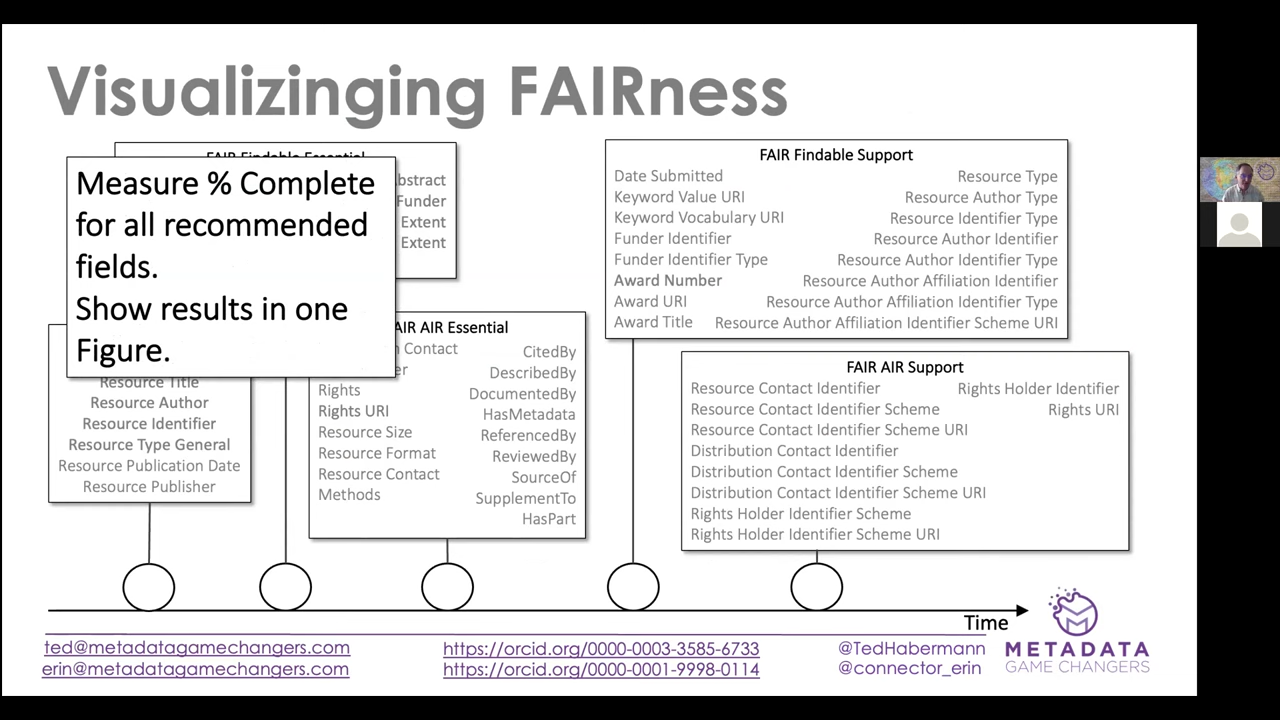 Visualizinging FAIRness
FAIR Findable Essential
Abstract
Funder
Extent
Extent
Measure % Complete
for all recommended
fields.
Show results in one
Figure.
Resource Title
Resource Author
Resource Identifier
Resource Type General
Resource Publication Date
Resource Publisher
AIR Essential
Contact
Rights
Rights URI
Resource Size
Resource Format
Resource Contact
Methods
CitedBy
DescribedBy
DocumentedBy
HasMetadata
ReferencedBy
ReviewedBy
SourceOf
SupplementTo
HasPart
FAIR Findable Support
Date Submitted
Keyword Value URI
Keyword Vocabulary URI
Funder Identifier
Funder Identifier Type
Award Number
Award URI
Award Title
Resource Type
Resource Author Type
Resource Identifier Type
Resource Author Identifier
Resource Author Identifier Type
Resource Author Affiliation Identifier
Resource Author Affiliation Identifier Type
Resource Author Affiliation Identifier Scheme URI
FAIR AIR Support
Resource Contact Identifier
Resource Contact Identifier Scheme
Resource Contact Identifier Scheme URI
Distribution Contact Identifier
Distribution Contact Identifier Scheme
Distribution Contact Identifier Scheme URI
Rights Holder Identifier Scheme
Rights Holder Identifier Scheme URI
Rights Holder Identifier
Rights URI
Time
ted@metadatagamechangers.com
erin@metadatagamechangers.com
https://orcid.org/0000-0003-3585-6733
https://orcid.org/0000-0001-9998-0114
@TedHabermann
@connector_erin
METADATA
GAME CHANGERS